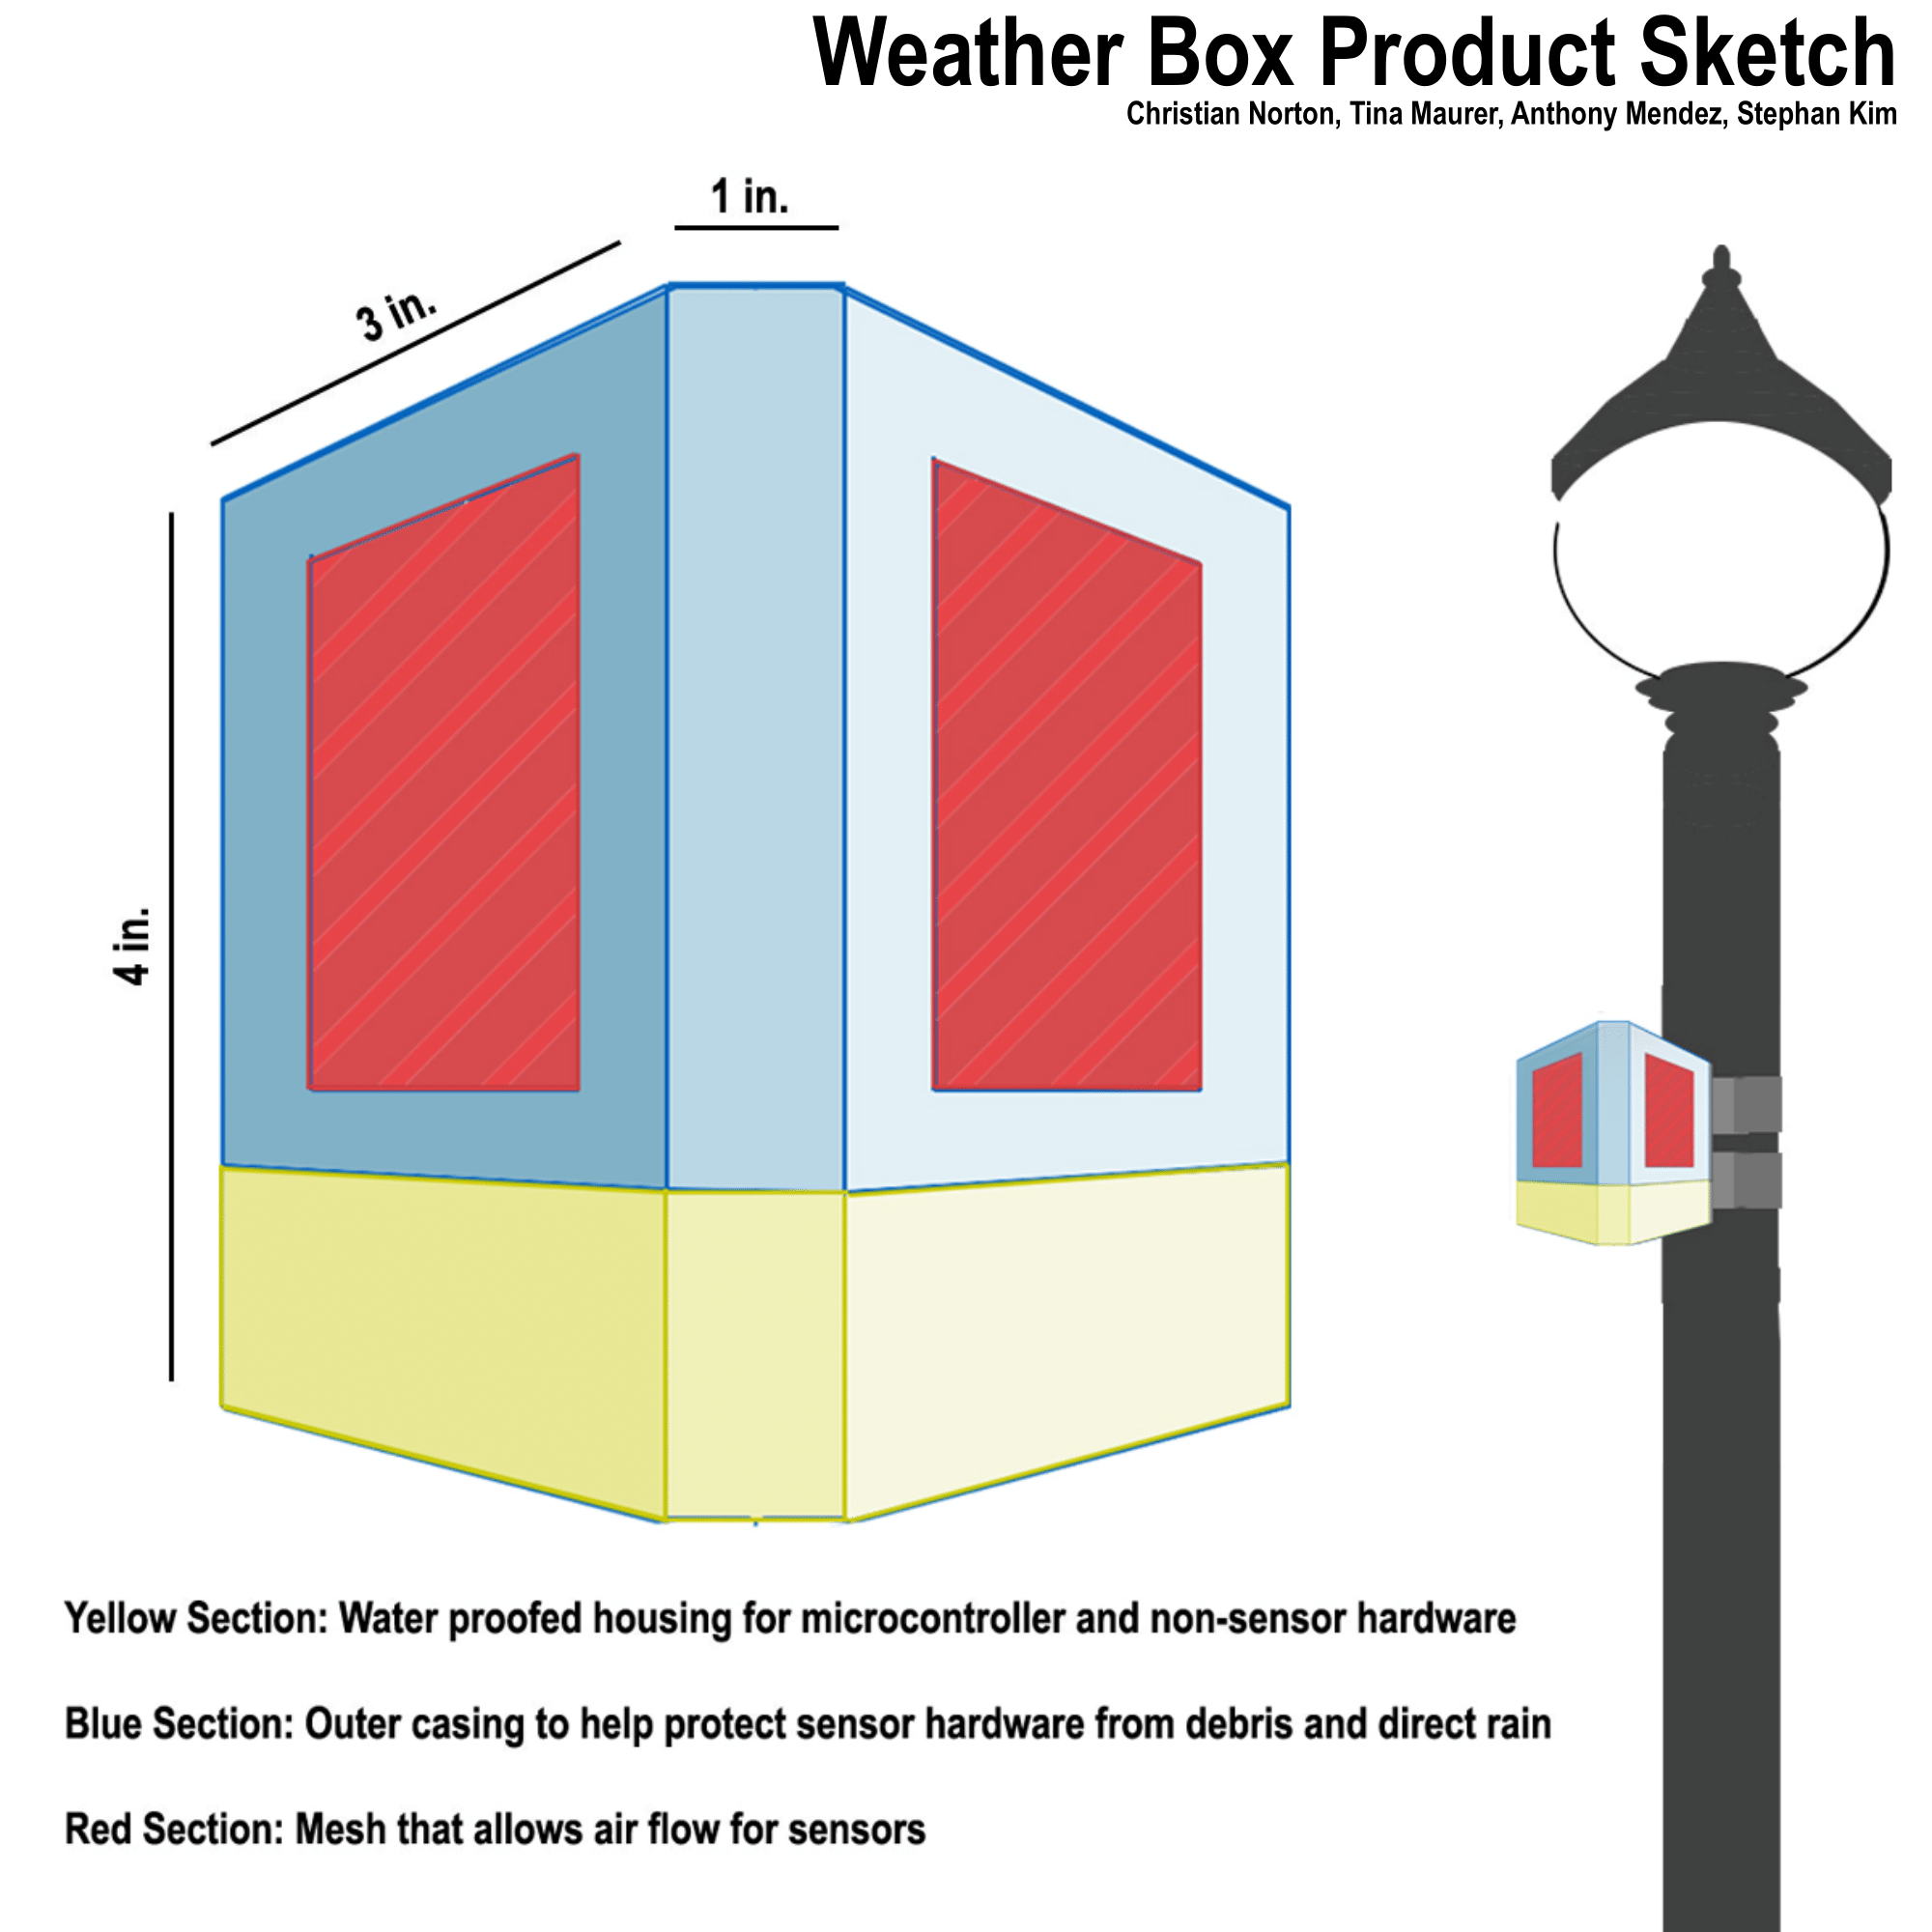 Weather Box Product Sketch
Christian Norton, Tina Maurer, Anthony Mendez, Stephan Kim
1 in.
3 in.
4 in.
Yellow Section: Water proofed housing for microcontroller and non-sensor hardware
Blue Section: Outer casing to help protect sensor hardware from debris and direct rain
Red Section: Mesh that allows air flow for sensors